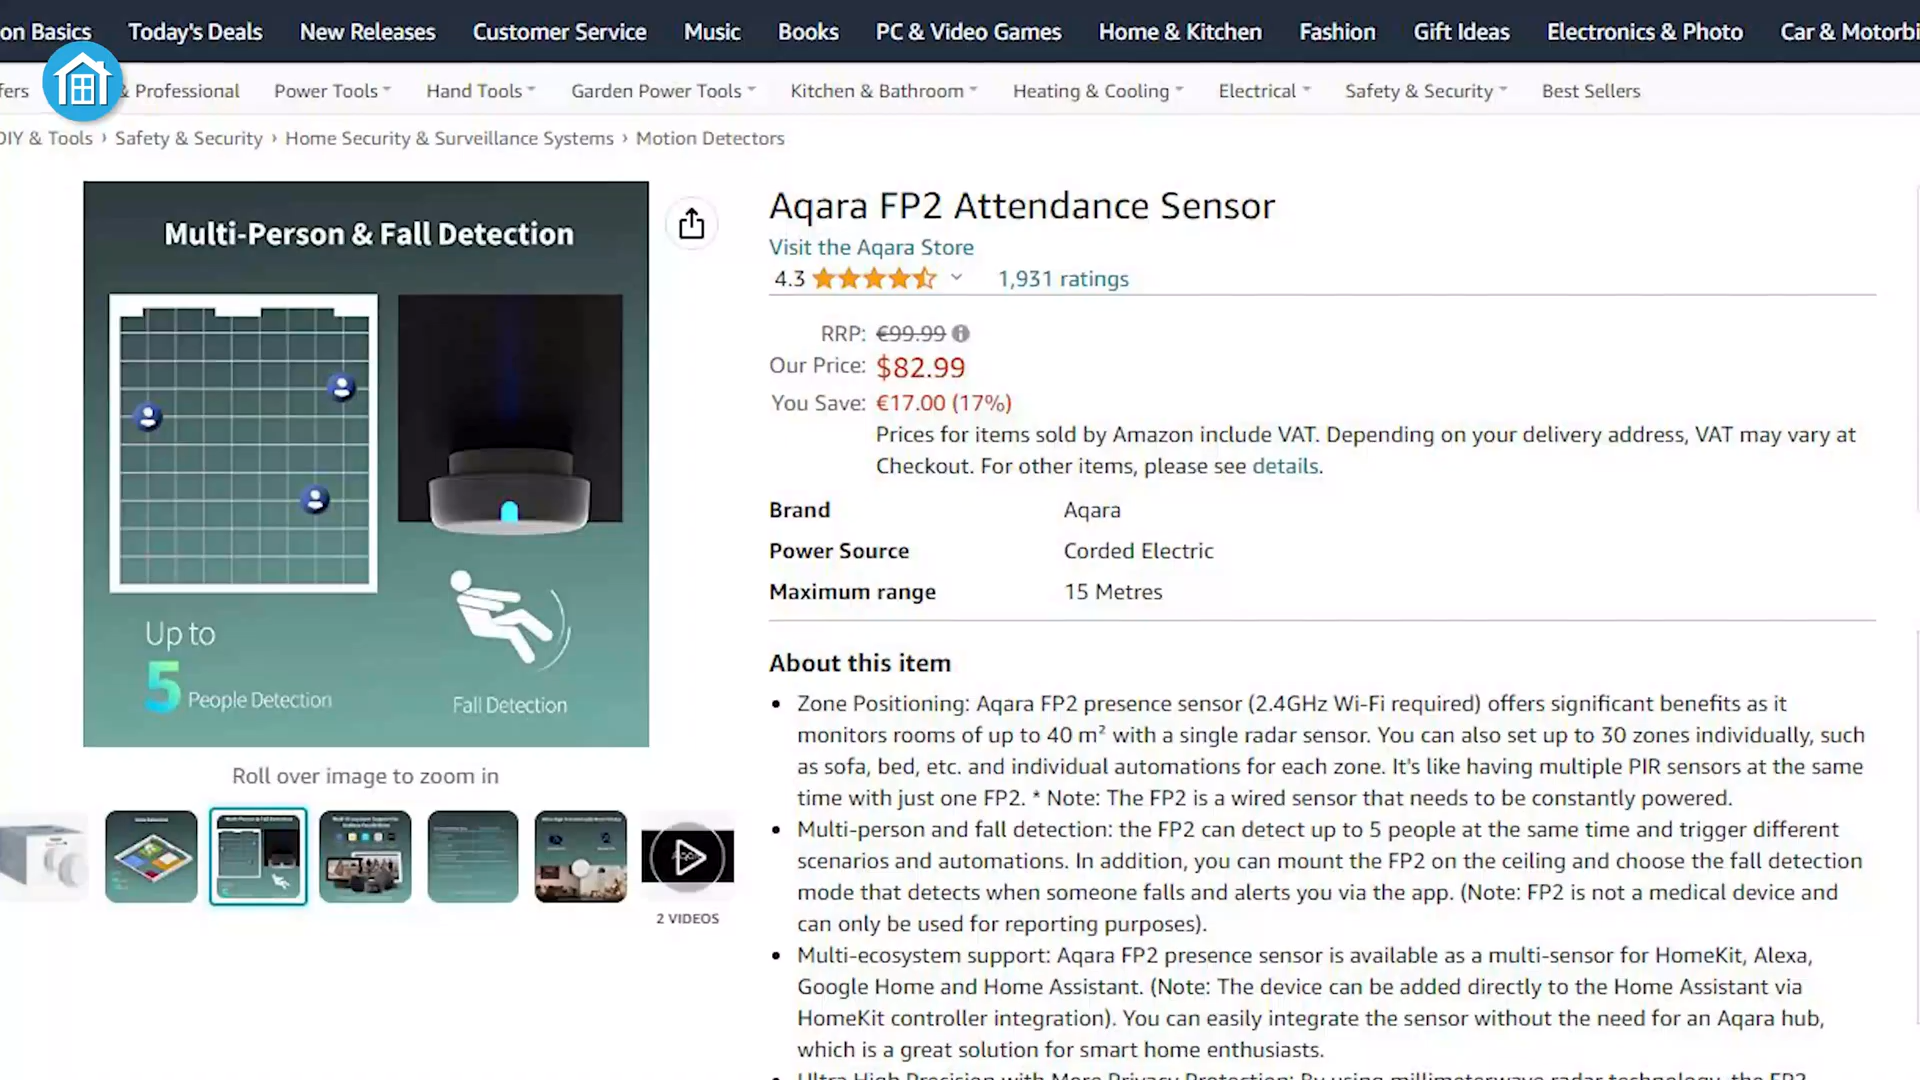 on Basics Today's Deals New Releases Customer Service Music Books PC & Video Games Home & Kitchen Fashion Gift Ideas Electronics & Photo Car & Motorbi
fers & Professional Power Tools Hand Tools Garden Power Tools Kitchen & Bathroom Heating & Cooling Electrical Safety & Security Best Sellers
DIY & Tools › Safety & Security › Home Security & Surveillance Systems › Motion Detectors
Multi-Person & Fall Detection
Up to
5 People Detection
Fall Detection
Roll over image to zoom in
2 VIDEOS
Aqara FP2 Attendance Sensor
Visit the Aqara Store
4.3 1,931 ratings
RRP: €99.99
Our Price: $82.99
You Save: €17.00 (17%)
Prices for items sold by Amazon include VAT. Depending on your delivery address, VAT may vary at
Checkout. For other items, please see details.
Brand Aqara
Power Source Corded Electric
Maximum range 15 Metres
About this item
• Zone Positioning: Aqara FP2 presence sensor (2.4GHz Wi-Fi required) offers significant benefits as it
monitors rooms of up to 40 m² with a single radar sensor. You can also set up to 30 zones individually, such
as sofa, bed, etc. and individual automations for each zone. It's like having multiple PIR sensors at the same
time with just one FP2. * Note: The FP2 is a wired sensor that needs to be constantly powered.
• Multi-person and fall detection: the FP2 can detect up to 5 people at the same time and trigger different
scenarios and automations. In addition, you can mount the FP2 on the ceiling and choose the fall detection
mode that detects when someone falls and alerts you via the app. (Note: FP2 is not a medical device and
can only be used for reporting purposes).
• Multi-ecosystem support: Aqara FP2 presence sensor is available as a multi-sensor for HomeKit, Alexa,
Google Home and Home Assistant. (Note: The device can be added directly to the Home Assistant via
HomeKit controller integration). You can easily integrate the sensor without the need for an Aqara hub,
which is a great solution for smart home enthusiasts.
• Ultra High Precision with More Privacy Protection: By using millimeterwave radar technology, the FP2